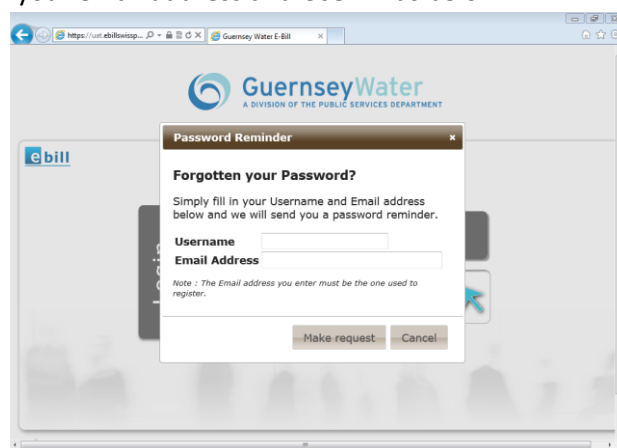 https://ust.ebillswissp...
Guernsey Water E-Bill
GuernseyWater
A DIVISION OF THE PUBLIC SERVICES DEPARTMENT
Password Reminder
ebill
Forgotten your Password?
Simply fill in your Username and Email address
below and we will send you a password reminder.
Username
Email Address
Note : The Email address you enter must be the one used to
register.
Make request Cancel